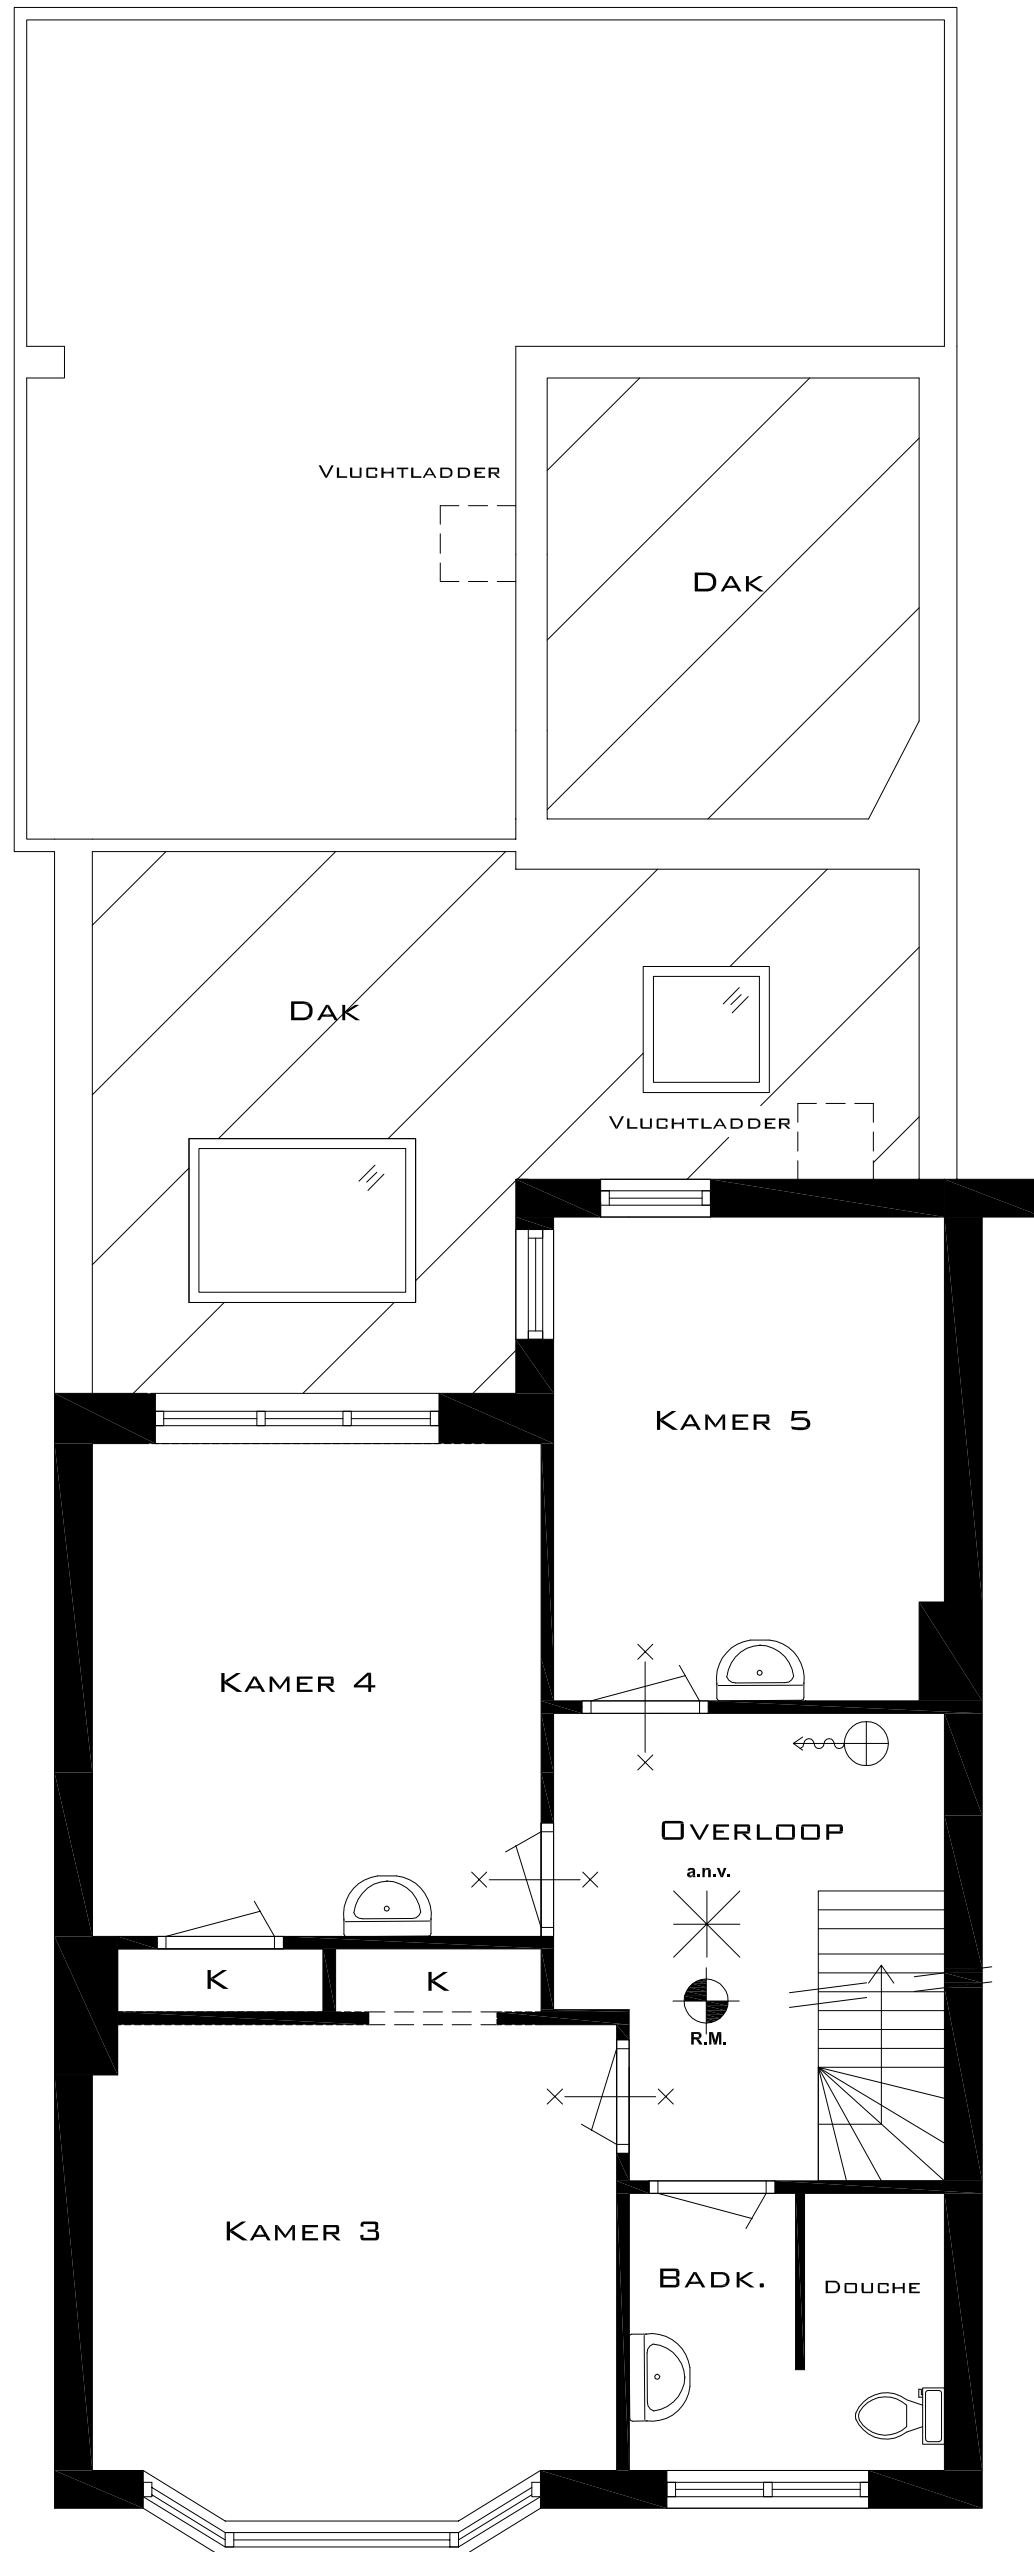 Vluchtladder
Dak
Dak
Vluchtladder
Kamer 5
Kamer 4
Overloop
a.n.v.
K
K
R.M.
Kamer 3
Badk.
Douche